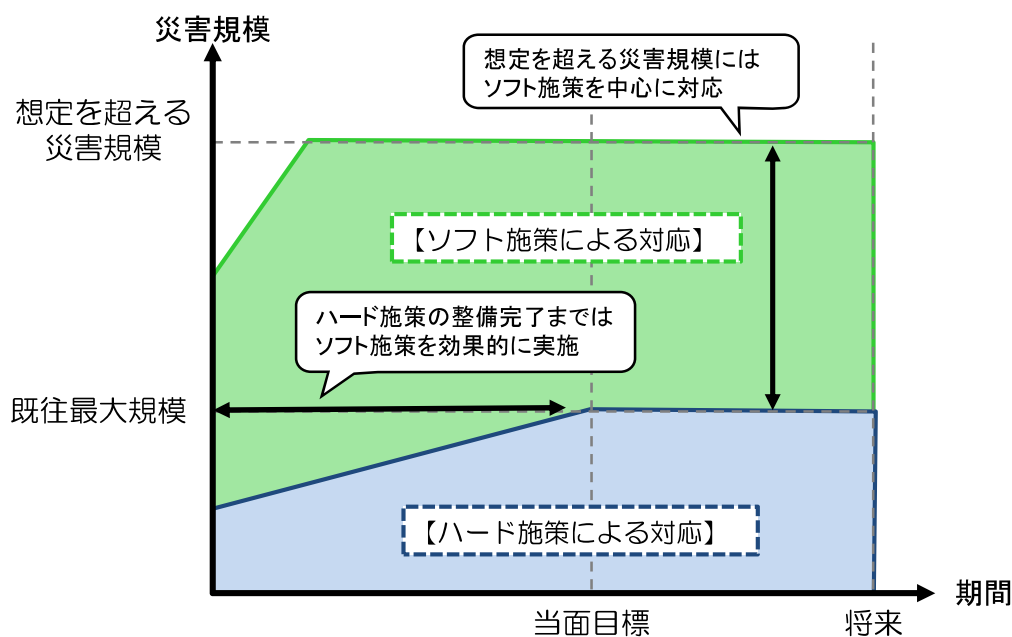 災害規模
想定を超える災害規模には
ソフト施策を中心に対応
想定を超える
災害規模
【ソフト施策による対応】
ハード施策の整備完了までは
ソフト施策を効果的に実施
既往最大規模
【ハード施策による対応】
期間
当面目標
将来